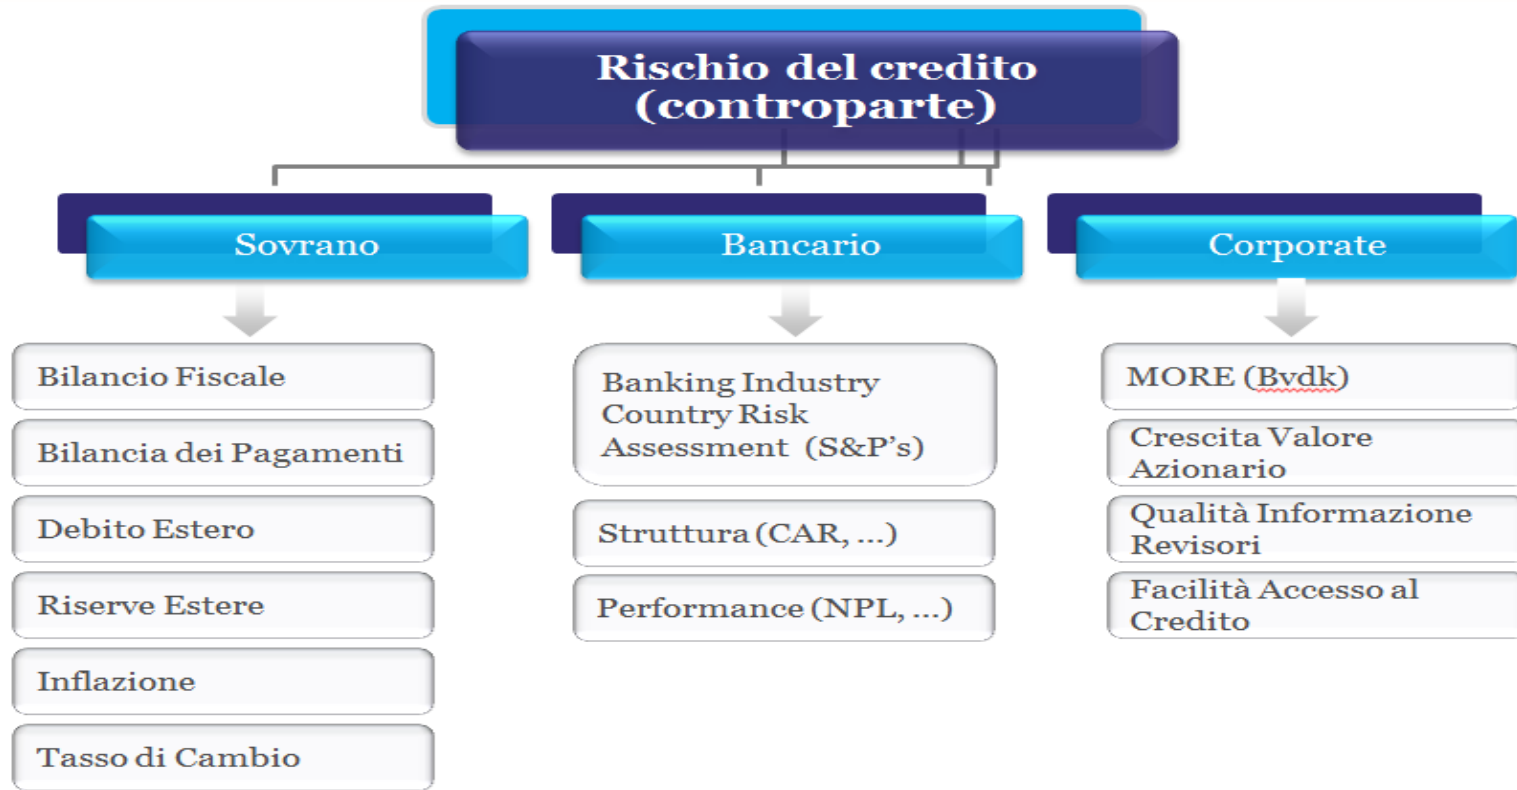 Rischio del credito
(controparte)
Sovrano
Bilancio Fiscale
Bilancia dei Pagamenti
Debito Estero
Riserve Estere
Inflazione
Tasso di Cambio
Bancario
Banking Industry
Country Risk
Assessment (S&P's)
Struttura (CAR, ...)
Performance (NPL, ...)
Corporate
MORE (Bvdk)
Crescita Valore
Azionario
Qualità Informazione
Revisori
Facilità Accesso al
Credito